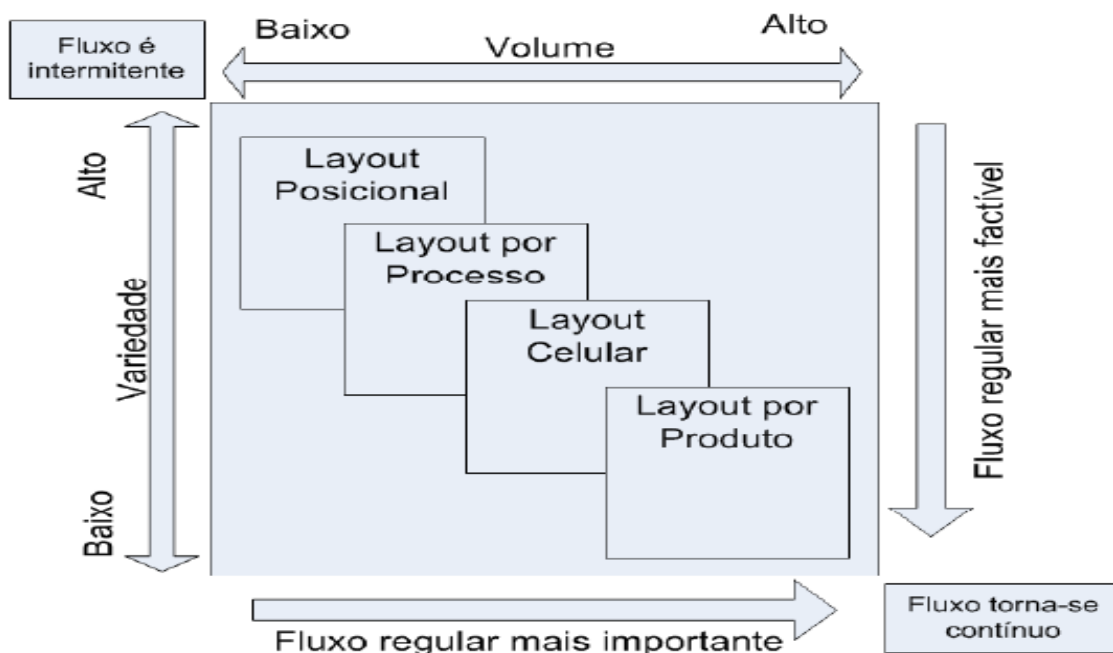 Fluxo é
intermitente
Baixo
Alto
Volume
Alto
Variedade
Baixo
Layout
Posicional
Layout por
Processo
Layout
Celular
Layout por
Produto
Fluxo regular mais factível
Fluxo regular mais importante
Fluxo torna-se
contínuo